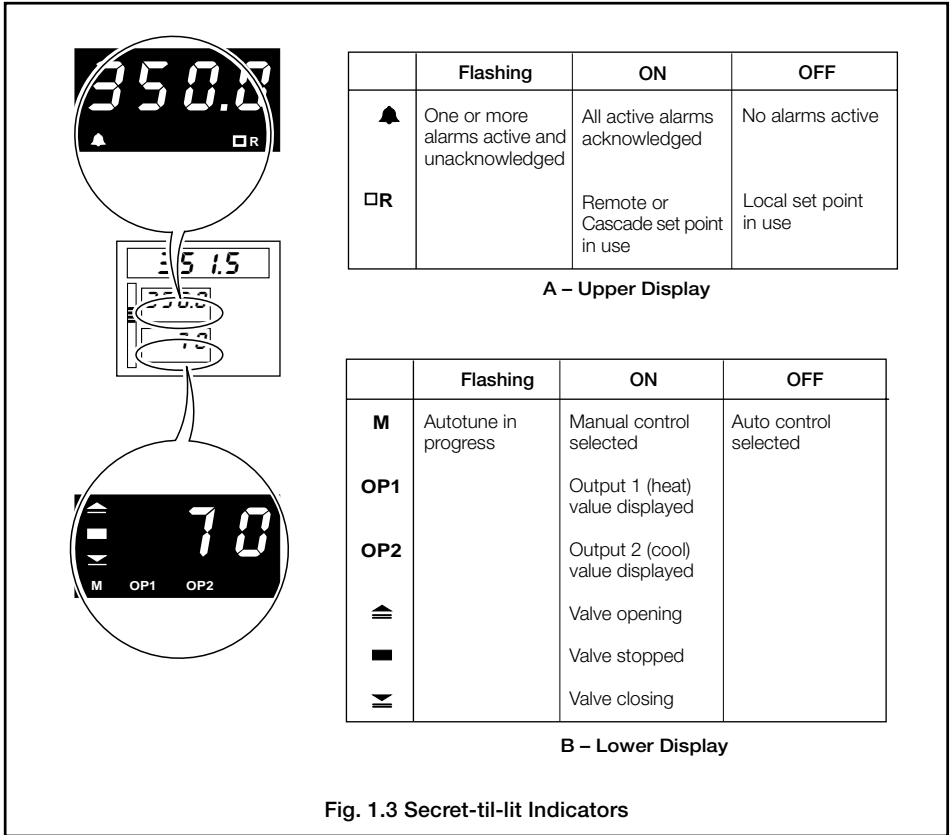 350.0
R
351.5
350.0
70
70
M OP1 OP2
Flashing ON OFF
One or more alarms active and unacknowledged
All active alarms acknowledged
No alarms active
□R
Remote or Cascade set point in use
Local set point in use
A – Upper Display
Flashing ON OFF
M
Autotune in progress
Manual control selected
Auto control selected
OP1
Output 1 (heat) value displayed
OP2
Output 2 (cool) value displayed
Valve opening
Valve stopped
Valve closing
B – Lower Display
Fig. 1.3 Secret-til-lit Indicators